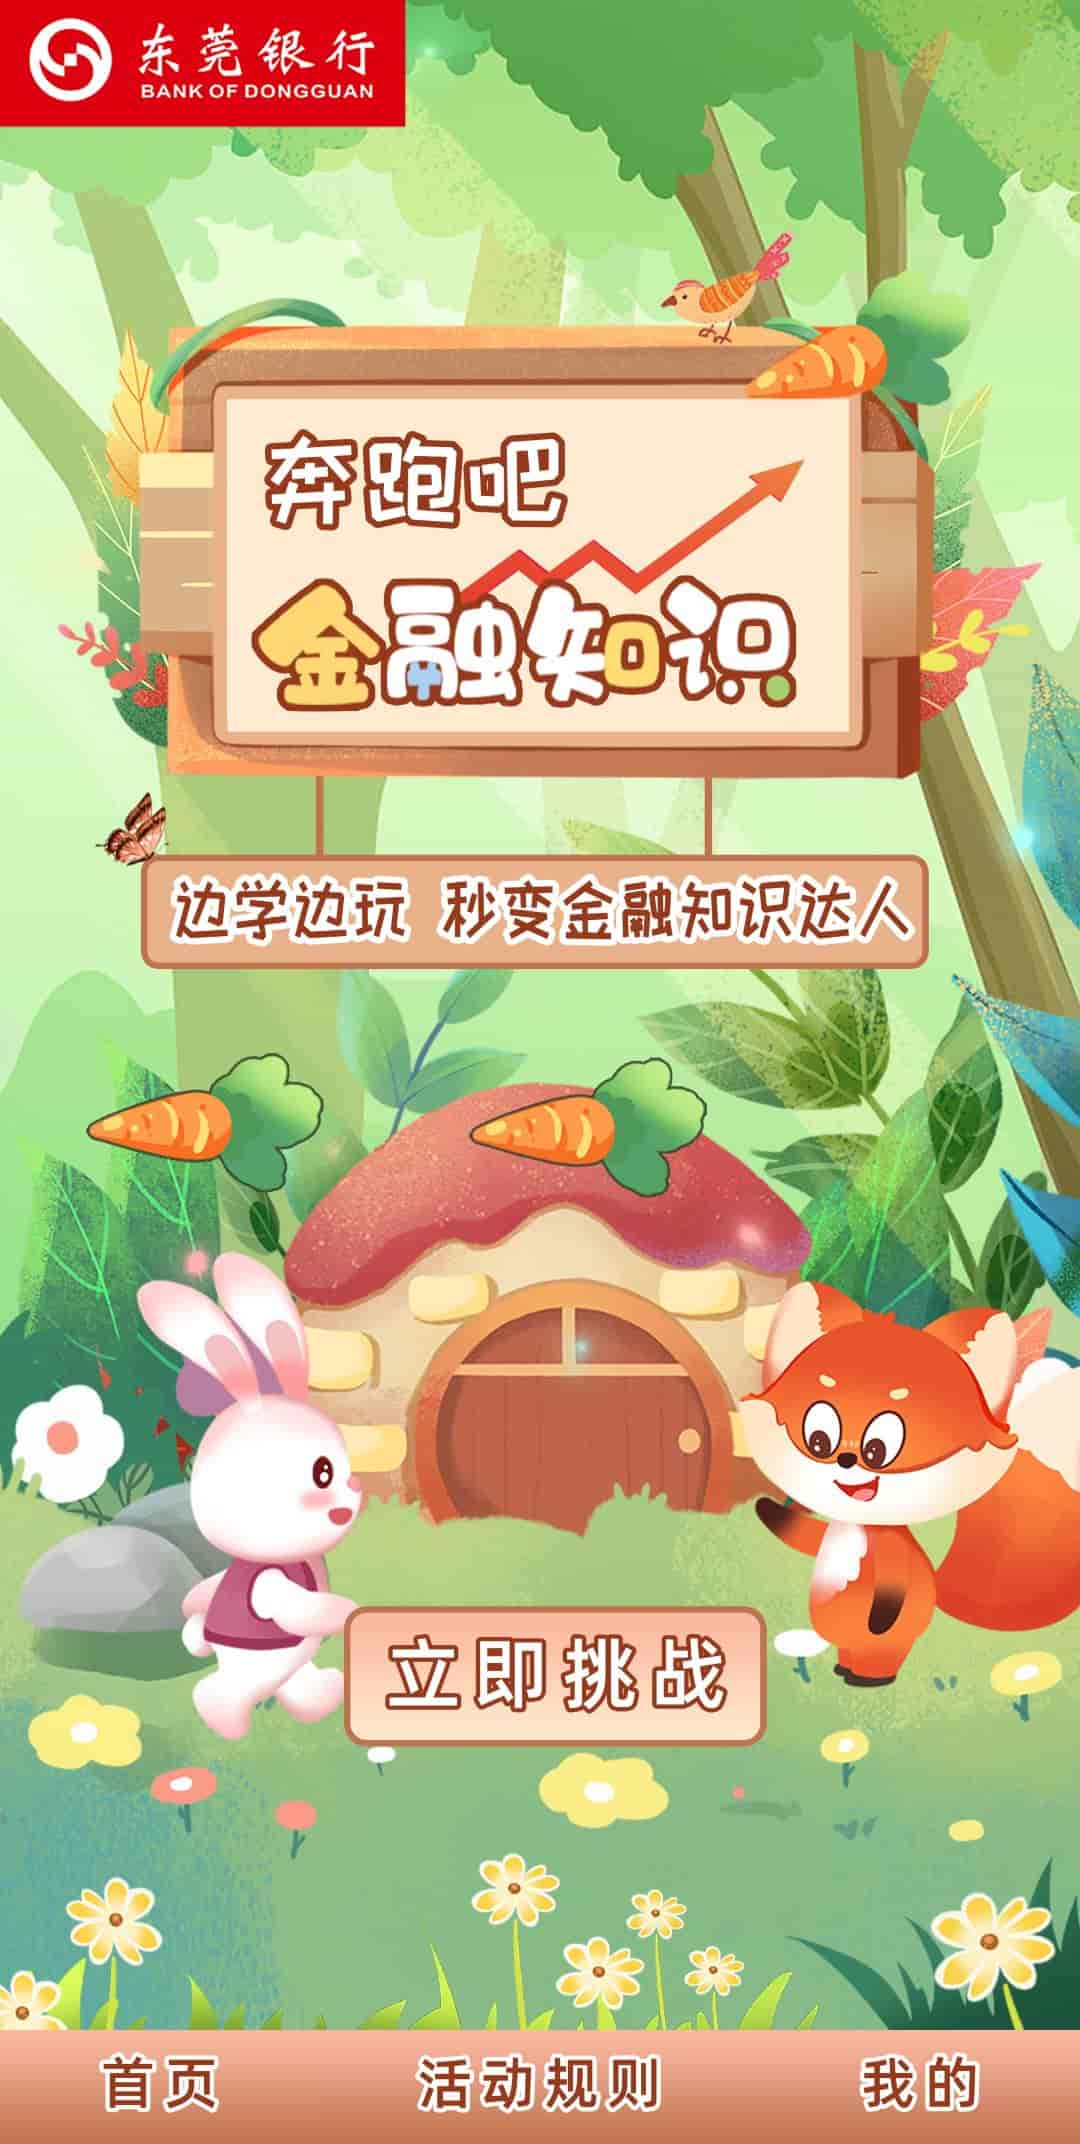 东莞银行
BANK OF DONGGUAN
奔跑吧
金融知识
边学边玩 秒变金融知识达人
立即挑战
首页 活动规则 我的